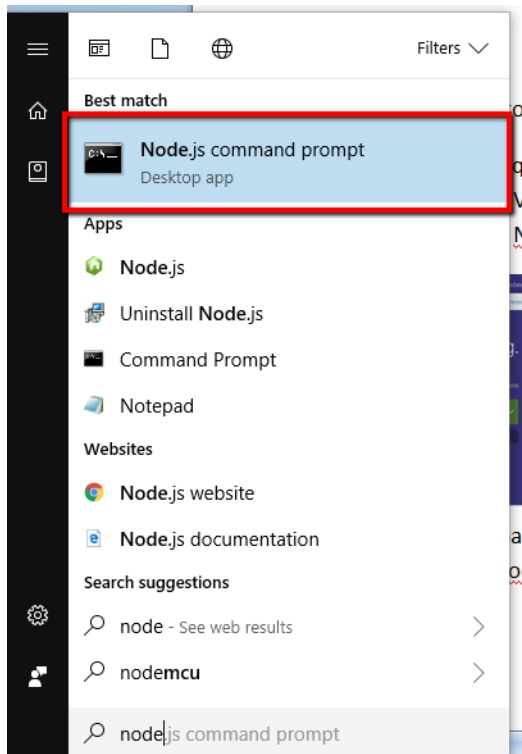 Filters
Best match
Node.js command prompt
Desktop app
Apps
Node.js
Uninstall Node.js
Command Prompt
Notepad
Websites
Node.js website
Node.js documentation
Search suggestions
node - See web results
nodemcu
node.js command prompt